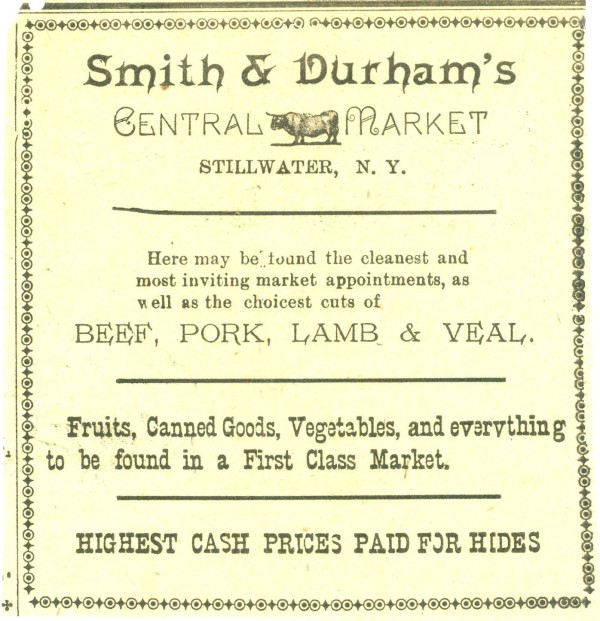 Smith & Durham's
CENTRAL MARKET
STILLWATER, N. Y.
Here may be found the cleanest and
most inviting market appointments, as
well as the choicest cuts of
BEEF, PORK, LAMB & VEAL.
Fruits, Canned Goods, Vegetables, and everything
to be found in a First Class Market.
HIGHEST CASH PRICES PAID FOR HIDES